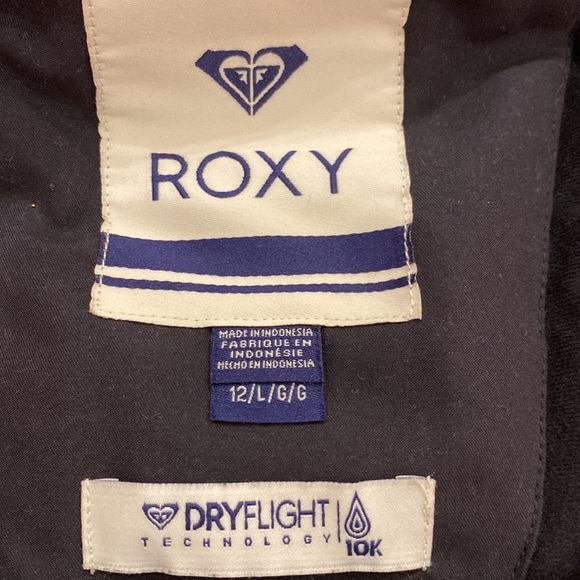 ROXY
MADE IN INDONESIA
FABRIQUE EN
INDONÉSIE
HECHO EN INDONESIA
12/L/G/G
DRYFLIGHT
TECHNOLOGY
10K